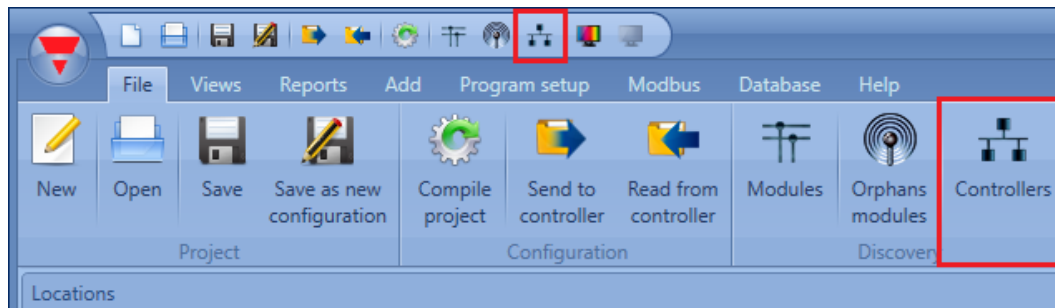 File Views Reports Add Program setup Modbus Database Help
New Open Save Save as new configuration Compile project Send to controller Read from controller Modules Orphans modules Controllers
Project Configuration Discovery
Locations